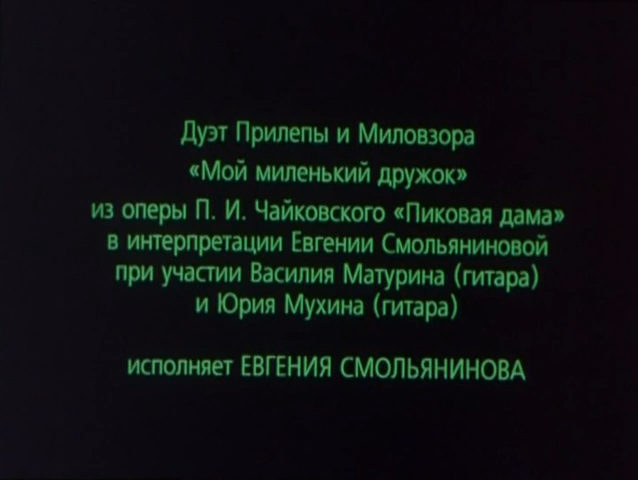 Дуэт Прилепы и Миловзора
«Мой миленький дружок»
из оперы П. И. Чайковского «Пиковая дама»
в интерпретации Евгении Смольяниновой
при участии Василия Матурина (гитара)
и Юрия Мухина (гитара)
исполняет ЕВГЕНИЯ СМОЛЬЯНИНОВА